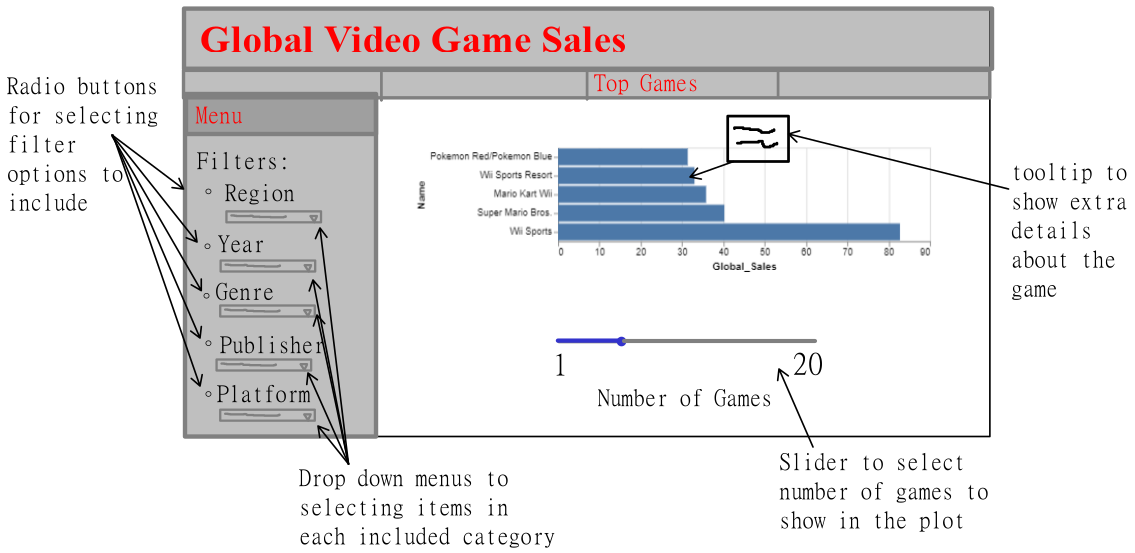 Global Video Game Sales
Top Games
Radio buttons
for selecting
filter
options to
include
Menu
Filters:
Region
Year
Genre
Publisher
Platform
Name
Pokemon Red/Pokemon Blue
Wii Sports Resort
Mario Kart Wii
Super Mario Bros.
Wii Sports
0 10 20 30 40 50 60 70 80 90
Global_Sales
tooltip to
show extra
details
about the
game
1 20
Number of Games
Drop down menus to
selecting items in
each included category
Slider to select
number of games to
show in the plot